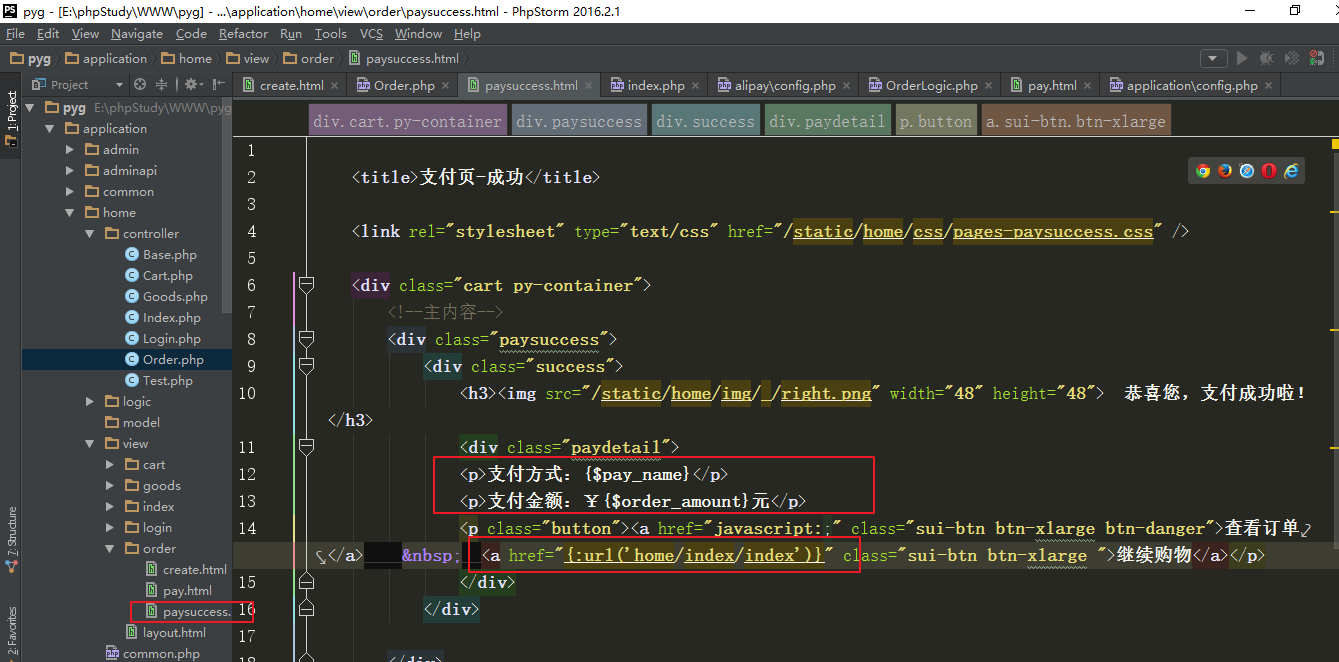 pyg - [E:\phpStudy\WWW\pyg] - ...\application\home\view\order\paysuccess.html - PhpStorm 2016.2.1
File Edit View Navigate Code Refactor Run Tools VCS Window Help
pyg application home view order paysuccess.html
Project create.html Order.php paysuccess.html index.php alipay\config.php OrderLogic.php pay.html application\config.php
1: Project
7: Structure
2: Favorites
pyg E:\phpStudy\WWW\pyg
application
admin
adminapi
common
home
controller
Base.php
Cart.php
Goods.php
Index.php
Login.php
Order.php
Test.php
logic
model
view
cart
goods
index
login
order
create.html
pay.html
paysuccess.
layout.html
common.php
div.cart.py-container div.paysuccess div.success div.paydetail p.button a.sui-btn.btn-xlarge
1
2 <title>支付页-成功</title>
3
4 <link rel="stylesheet" type="text/css" href="/static/home/css/pages-paysuccess.css" />
5
6 <div class="cart py-container">
7 <!--主内容-->
8 <div class="paysuccess">
9 <div class="success">
10 <h3><img src="/static/home/img/_/right.png" width="48" height="48"> 恭喜您，支付成功啦！
</h3>
11 <div class="paydetail">
12 <p>支付方式：{$pay_name}</p>
13 <p>支付金额：￥{$order_amount}元</p>
14 <p class="button"><a href="javascript:;" class="sui-btn btn-xlarge btn-danger">查看订单
</a> &nbsp; <a href="{:url('home/index/index')}" class="sui-btn btn-xlarge ">继续购物</a></p>
15 </div>
16 </div>
17
18 </div>